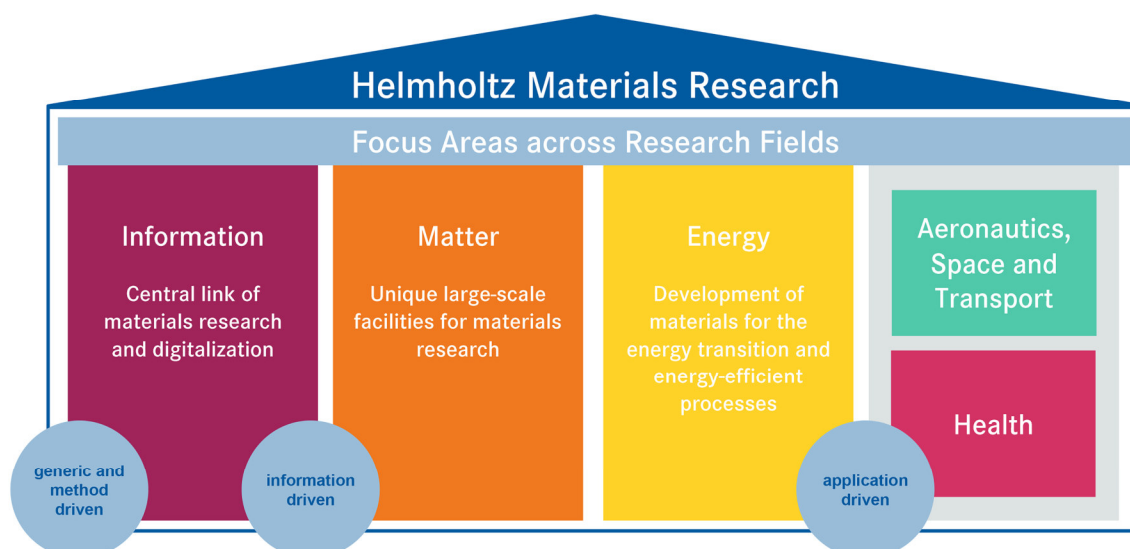 Helmholtz Materials Research
Focus Areas across Research Fields
Information
Central link of
materials research
and digitalization
Matter
Unique large-scale
facilities for materials
research
Energy
Development of
materials for the
energy transition and
energy-efficient
processes
Aeronautics,
Space and
Transport
Health
generic and
method
driven
information
driven
application
driven